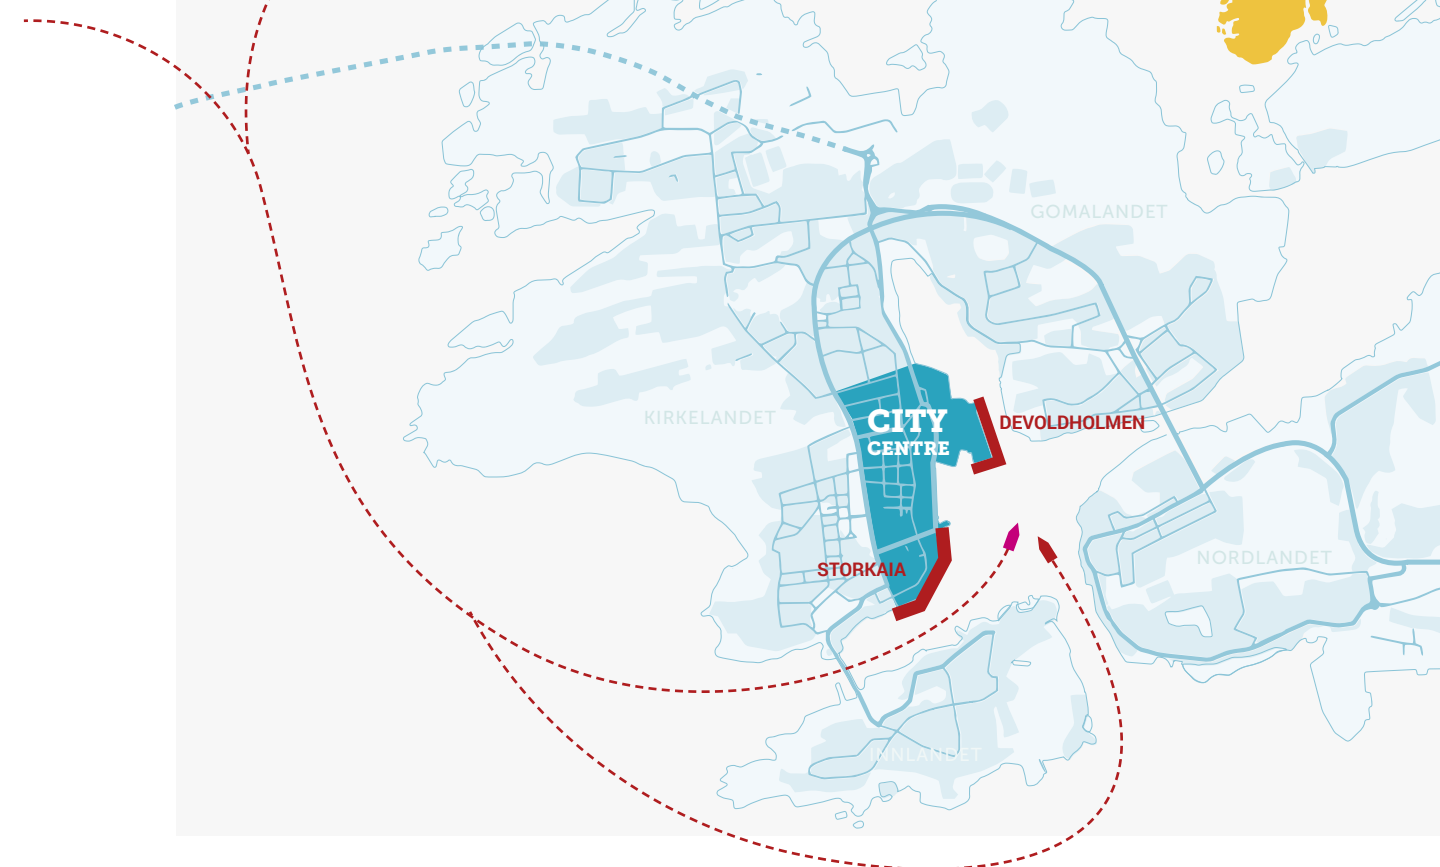 GOMALANDET
KIRKELANDET
CITY
CENTRE
DEVOLDHOLMEN
NORDLANDET
STORKAIA
INNLANDET